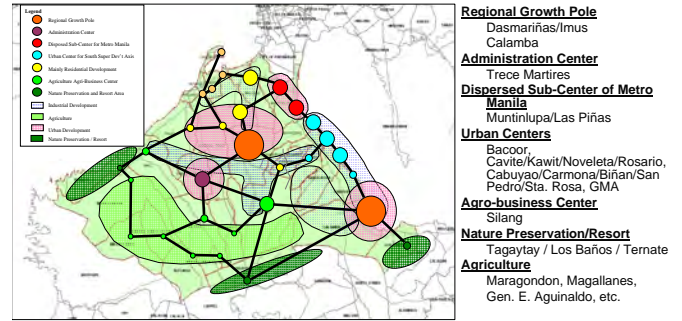 Legend
Regional Growth Pole
Administration Center
Disposed Sub-Center for Metro Manila
Urban Center for South Super Dev't Axis
Mainly Residential Development
Agriculture Agri-Business Center
Nature Preservation and Resort Area
Industrial Development
Agriculture
Urban Development
Nature Preservation / Resort
Regional Growth Pole
Dasmariñas/Imus
Calamba
Administration Center
Trece Martires
Dispersed Sub-Center of Metro
Manila
Muntinlupa/Las Piñas
Urban Centers
Bacoor,
Cavite/Kawit/Noveleta/Rosario,
Cabuyao/Carmona/Biñan/San
Pedro/Sta. Rosa, GMA
Agro-business Center
Silang
Nature Preservation/Resort
Tagaytay / Los Baños / Ternate
Agriculture
Maragondon, Magallanes,
Gen. E. Aguinaldo, etc.